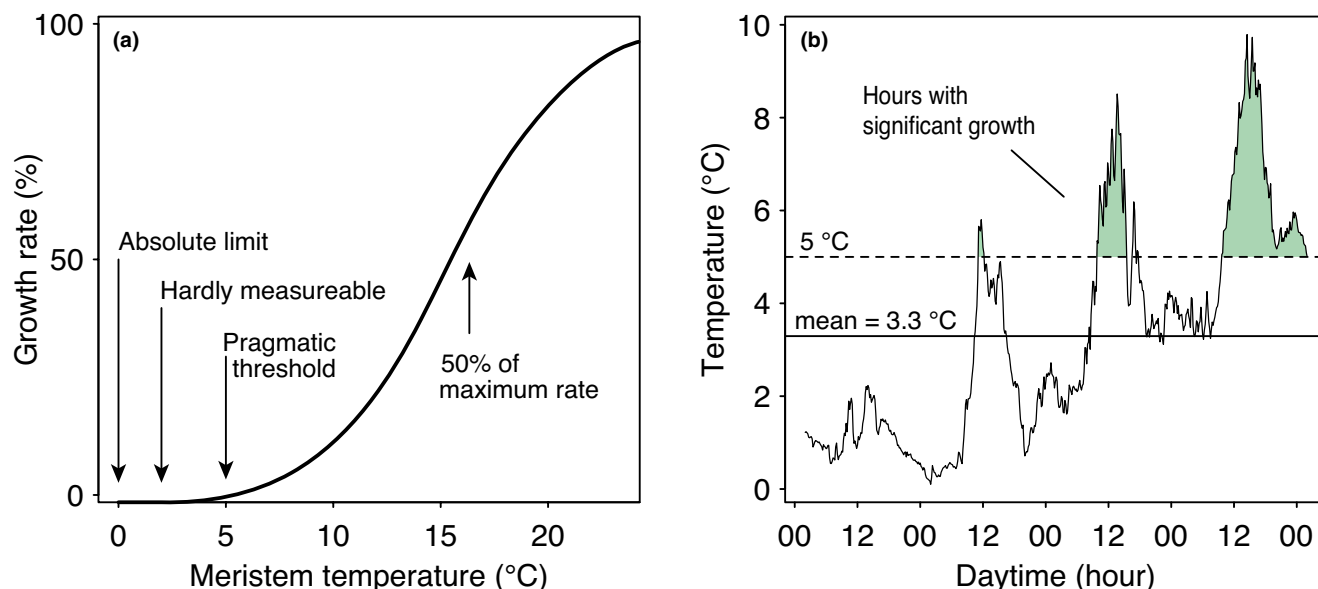 (a)
Growth rate (%)
100
50
0
Absolute limit
Hardly measureable
Pragmatic
threshold
50% of
maximum rate
0 5 10 15 20
Meristem temperature (°C)
(b)
Temperature (°C)
10
8
6
4
2
0
Hours with
significant growth
5 °C
mean = 3.3 °C
00 12 00 12 00 12 00 12 00
Daytime (hour)